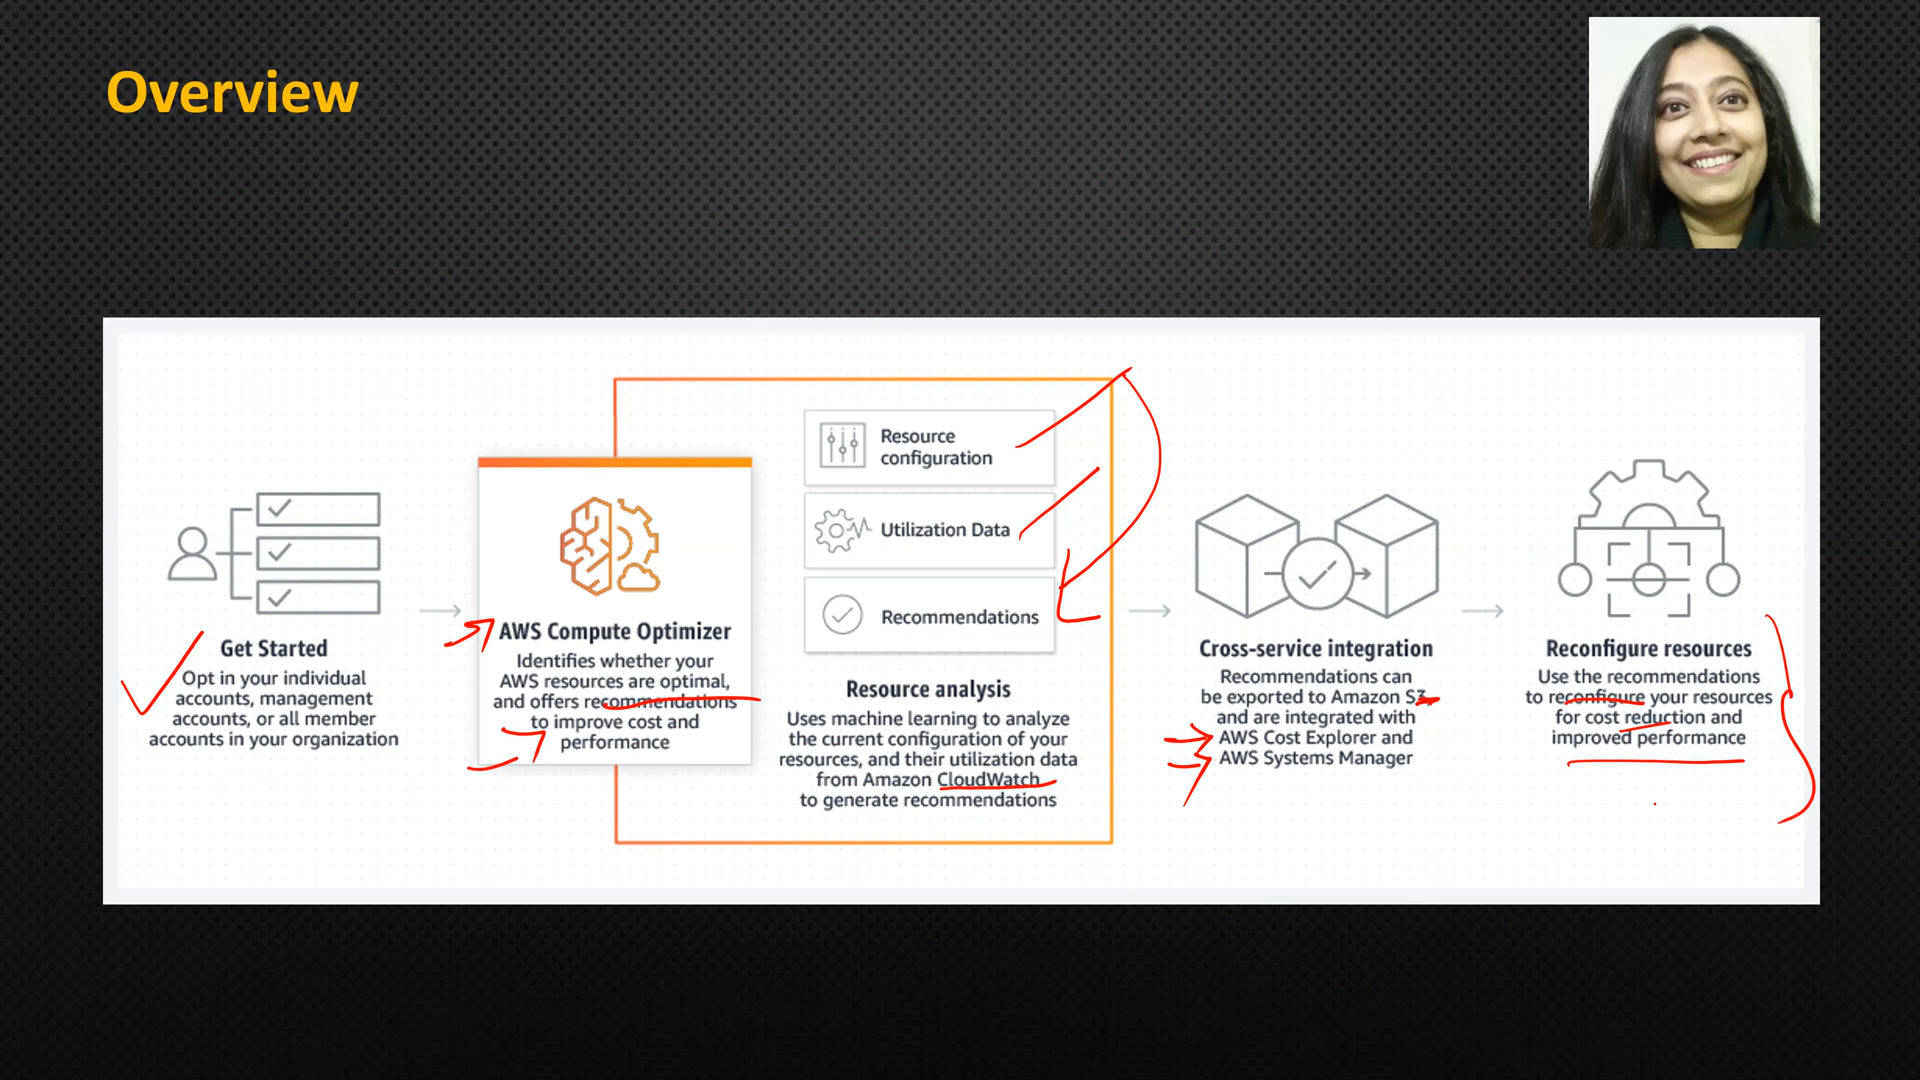 Overview
Get Started
Opt in your individual
accounts, management
accounts, or all member
accounts in your organization
AWS Compute Optimizer
Identifies whether your
AWS resources are optimal,
and offers recommendations
to improve cost and
performance
Resource
configuration
Utilization Data
Recommendations
Resource analysis
Uses machine learning to analyze
the current configuration of your
resources, and their utilization data
from Amazon CloudWatch
to generate recommendations
Cross-service integration
Recommendations can
be exported to Amazon S3,
and are integrated with
AWS Cost Explorer and
AWS Systems Manager
Reconfigure resources
Use the recommendations
to reconfigure your resources
for cost reduction and
improved performance